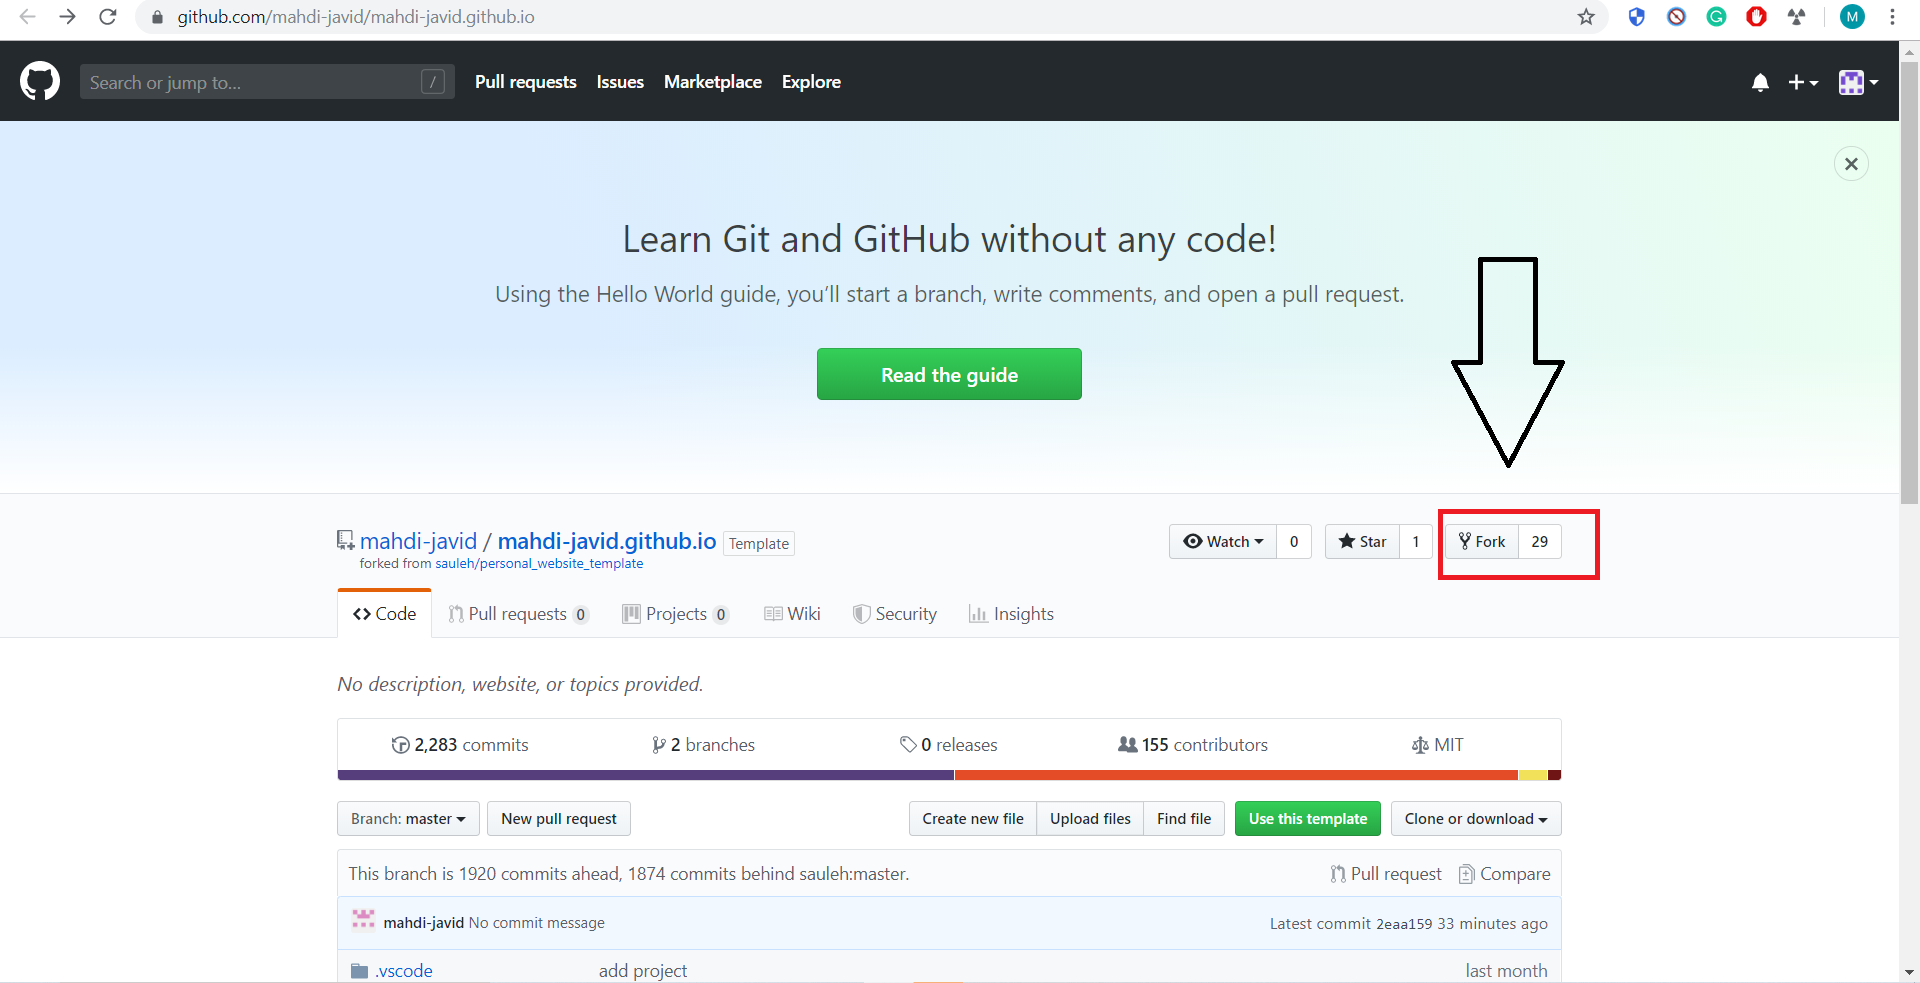 github.com/mahdi-javid/mahdi-javid.github.io
M
Search or jump to...
/
Pull requests Issues Marketplace Explore
Learn Git and GitHub without any code!
Using the Hello World guide, you’ll start a branch, write comments, and open a pull request.
Read the guide
mahdi-javid / mahdi-javid.github.io Template
Watch 0 Star 1 Fork 29
forked from sauleh/personal_website_template
Code Pull requests 0 Projects 0 Wiki Security Insights
No description, website, or topics provided.
2,283 commits 2 branches 0 releases 155 contributors MIT
Branch: master New pull request Create new file Upload files Find file Use this template Clone or download
This branch is 1920 commits ahead, 1874 commits behind sauleh:master. Pull request Compare
mahdi-javid No commit message Latest commit 2eaa159 33 minutes ago
.vscode add project last month